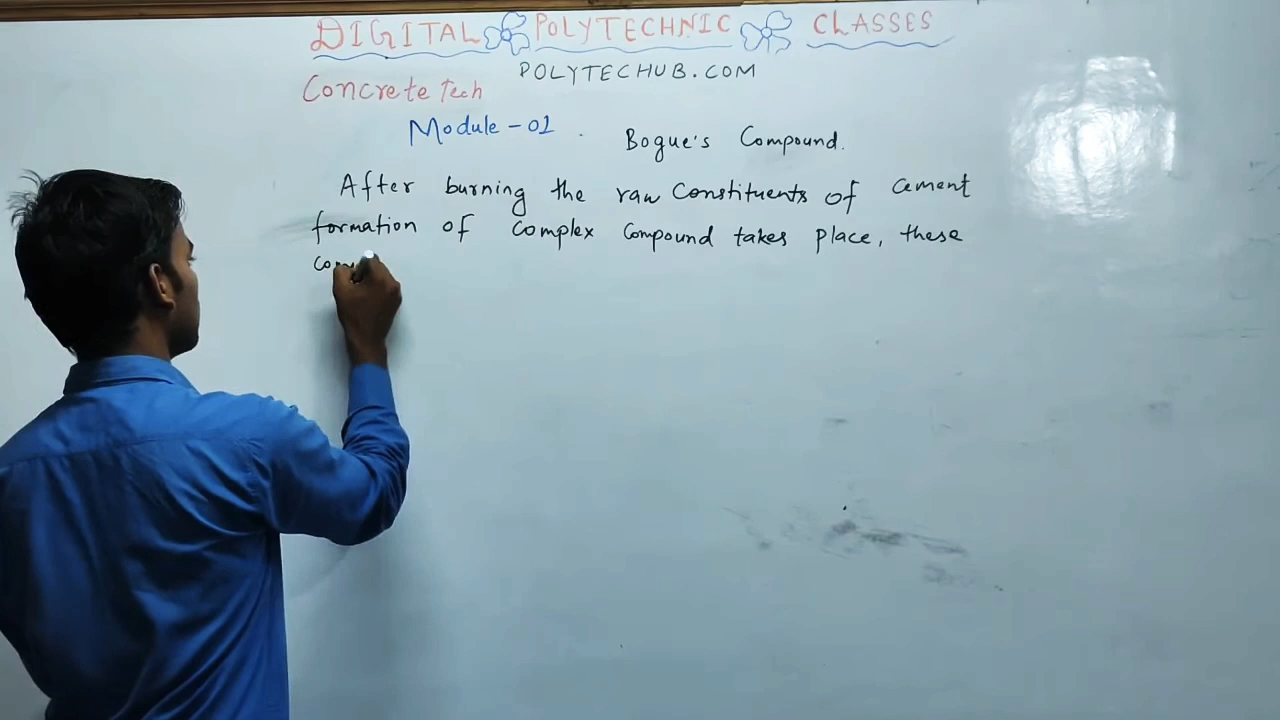 DIGITAL POLYTECHNIC CLASSES
POLYTECHUB.COM
Concrete Tech
Module - 01 . Bogue's Compound.
After burning the raw Constituents of Cement
formation of complex Compound takes place, these
com